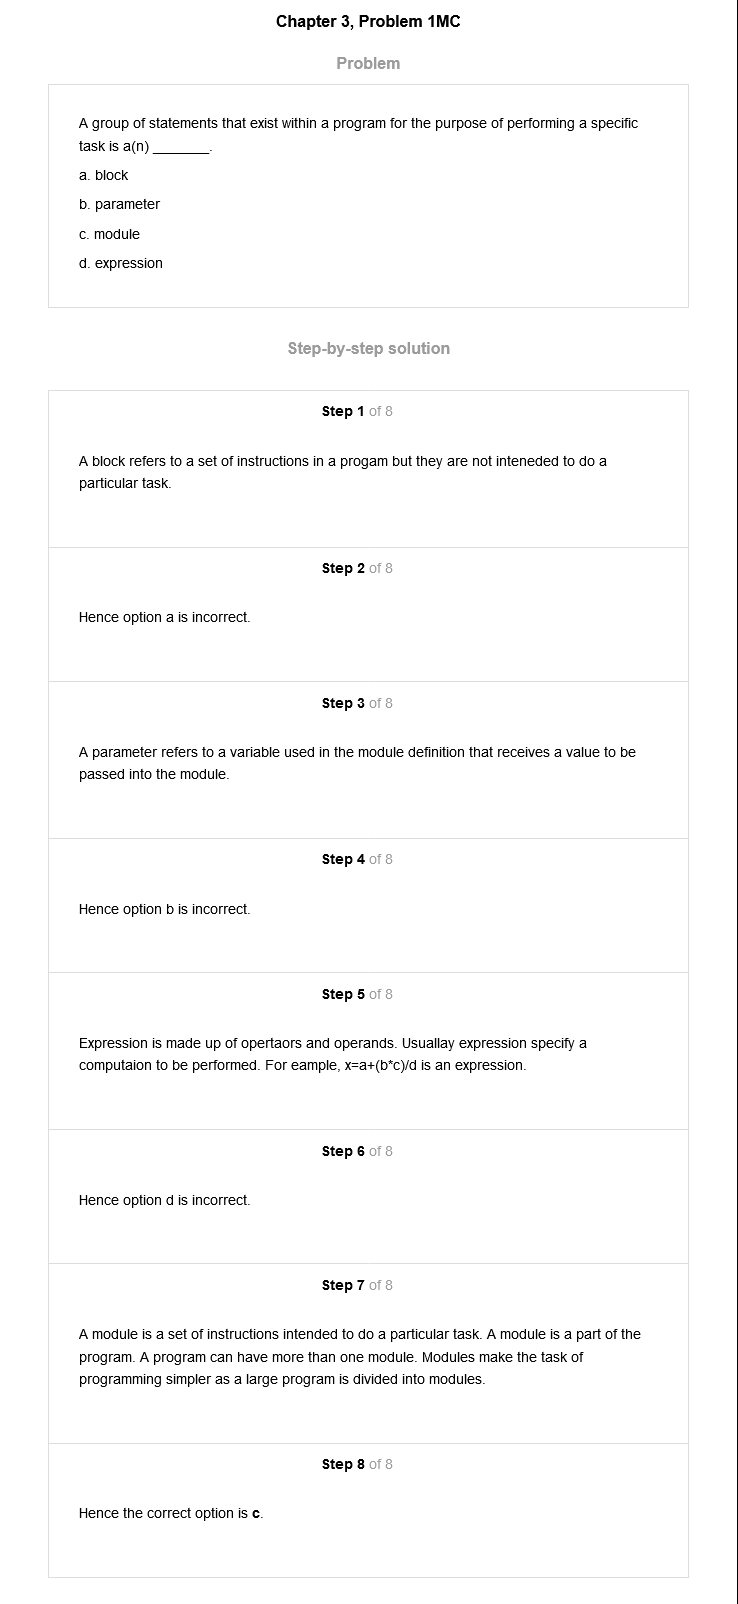 Chapter 3, Problem 1MC
Problem
A group of statements that exist within a program for the purpose of performing a specific
task is a(n) _______.
a. block
b. parameter
c. module
d. expression
Step-by-step solution
Step 1 of 8
A block refers to a set of instructions in a progam but they are not inteneded to do a
particular task.
Step 2 of 8
Hence option a is incorrect.
Step 3 of 8
A parameter refers to a variable used in the module definition that receives a value to be
passed into the module.
Step 4 of 8
Hence option b is incorrect.
Step 5 of 8
Expression is made up of opertaors and operands. Usuallay expression specify a
computaion to be performed. For eample, x=a+(b*c)/d is an expression.
Step 6 of 8
Hence option d is incorrect.
Step 7 of 8
A module is a set of instructions intended to do a particular task. A module is a part of the
program. A program can have more than one module. Modules make the task of
programming simpler as a large program is divided into modules.
Step 8 of 8
Hence the correct option is c.